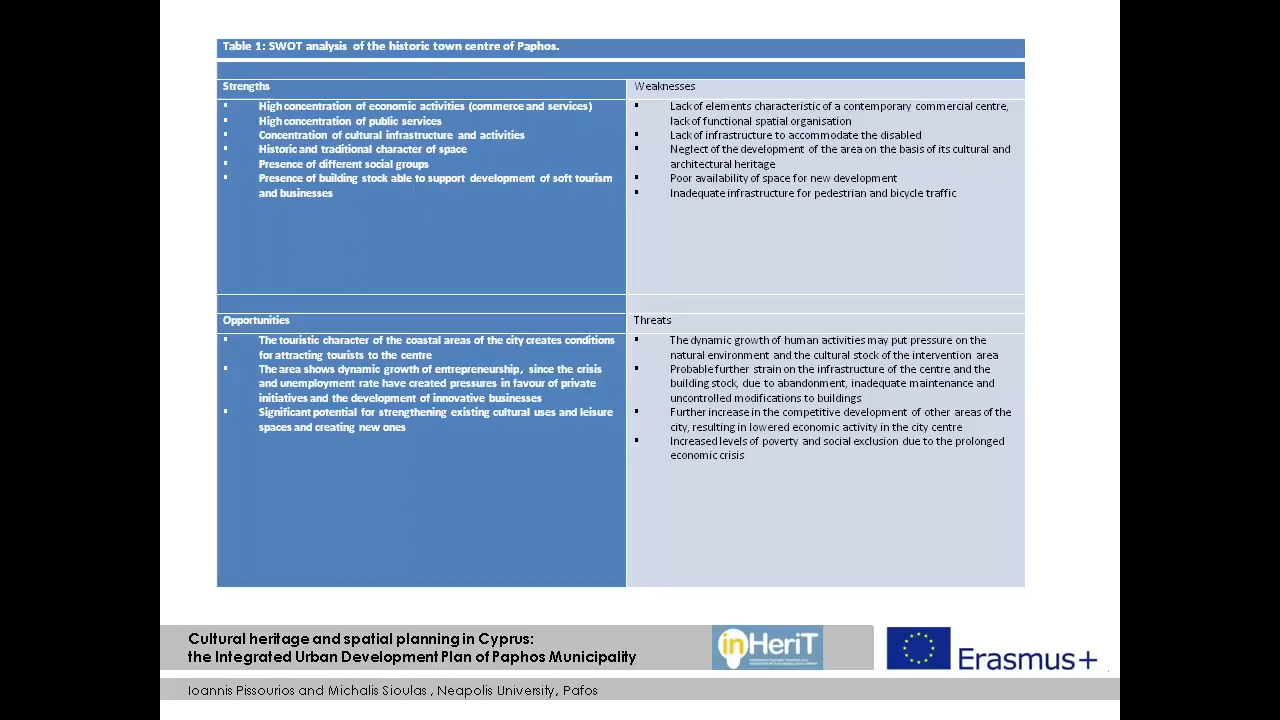 Table 1: SWOT analysis of the historic town centre of Paphos.
Strengths
▪ High concentration of economic activities (commerce and services)
▪ High concentration of public services
▪ Concentration of cultural infrastructure and activities
▪ Historic and traditional character of space
▪ Presence of different social groups
▪ Presence of building stock able to support development of soft tourism
and businesses
Weaknesses
▪ Lack of elements characteristic of a contemporary commercial centre,
lack of functional spatial organisation
▪ Lack of infrastructure to accommodate the disabled
▪ Neglect of the development of the area on the basis of its cultural and
architectural heritage
▪ Poor availability of space for new development
▪ Inadequate infrastructure for pedestrian and bicycle traffic
Opportunities
▪ The touristic character of the coastal areas of the city creates conditions
for attracting tourists to the centre
▪ The area shows dynamic growth of entrepreneurship, since the crisis
and unemployment rate have created pressures in favour of private
initiatives and the development of innovative businesses
▪ Significant potential for strengthening existing cultural uses and leisure
spaces and creating new ones
Threats
▪ The dynamic growth of human activities may put pressure on the
natural environment and the cultural stock of the intervention area
▪ Probable further strain on the infrastructure of the centre and the
building stock, due to abandonment, inadequate maintenance and
uncontrolled modifications to buildings
▪ Further increase in the competitive development of other areas of the
city, resulting in lowered economic activity in the city centre
▪ Increased levels of poverty and social exclusion due to the prolonged
economic crisis
Cultural heritage and spatial planning in Cyprus:
the Integrated Urban Development Plan of Paphos Municipality
inHeriT
Erasmus+
Ioannis Pissourios and Michalis Sioulas , Neapolis University, Pafos